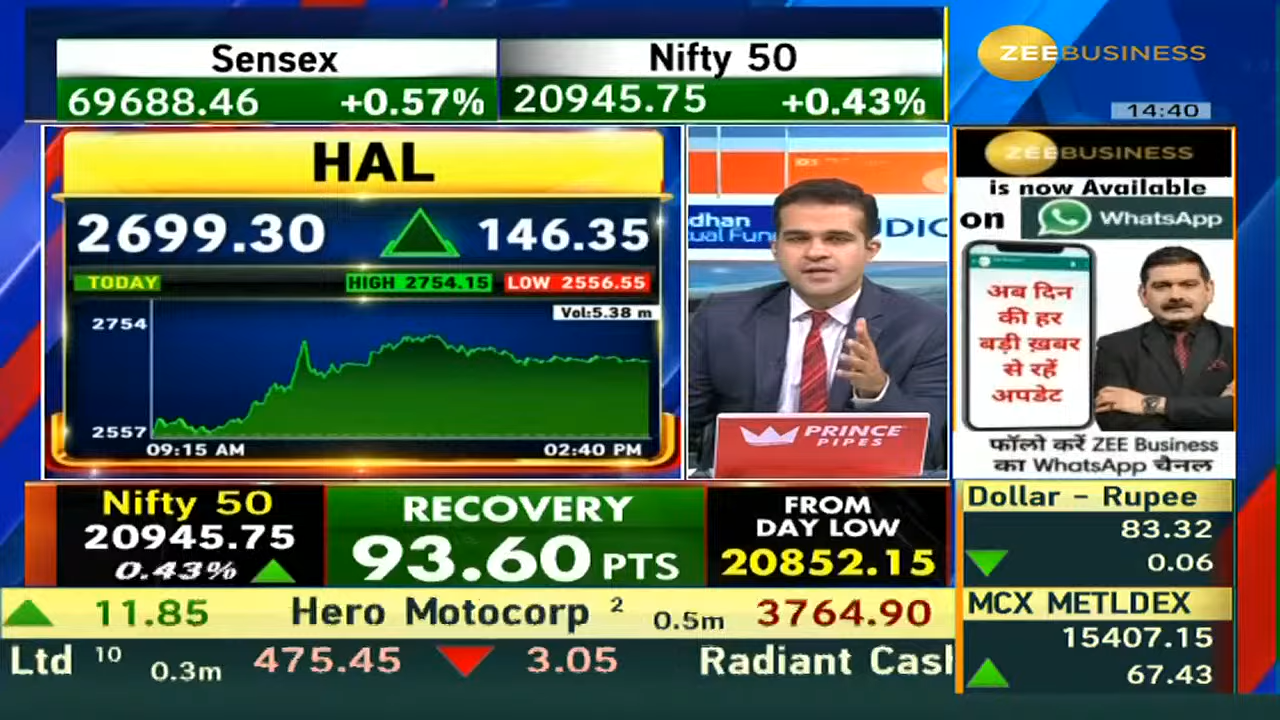 Sensex
69688.46 +0.57%
Nifty 50
20945.75 +0.43%
ZEEBUSINESS
14:40
HAL
2699.30 146.35
TODAY HIGH 2754.15 LOW 2556.55
Vol:5.38 m
2754
2557
09:15 AM 02:40 PM
dhan
PRINCE
PIPES
ZEEBUSINESS
is now Available
on WhatsApp
अब दिन
की हर
बड़ी ख़बर
से रहें
अपडेट
फॉलो करें ZEE Business
का WhatsApp चैनल
Nifty 50
20945.75
0.43%
RECOVERY
93.60 PTS
FROM
DAY LOW
20852.15
Dollar - Rupee
83.32
0.06
MCX METLDEX
15407.15
67.43
11.85 Hero Motocorp 2 0.5m 3764.90
Ltd 10 0.3m 475.45 3.05 Radiant Cash